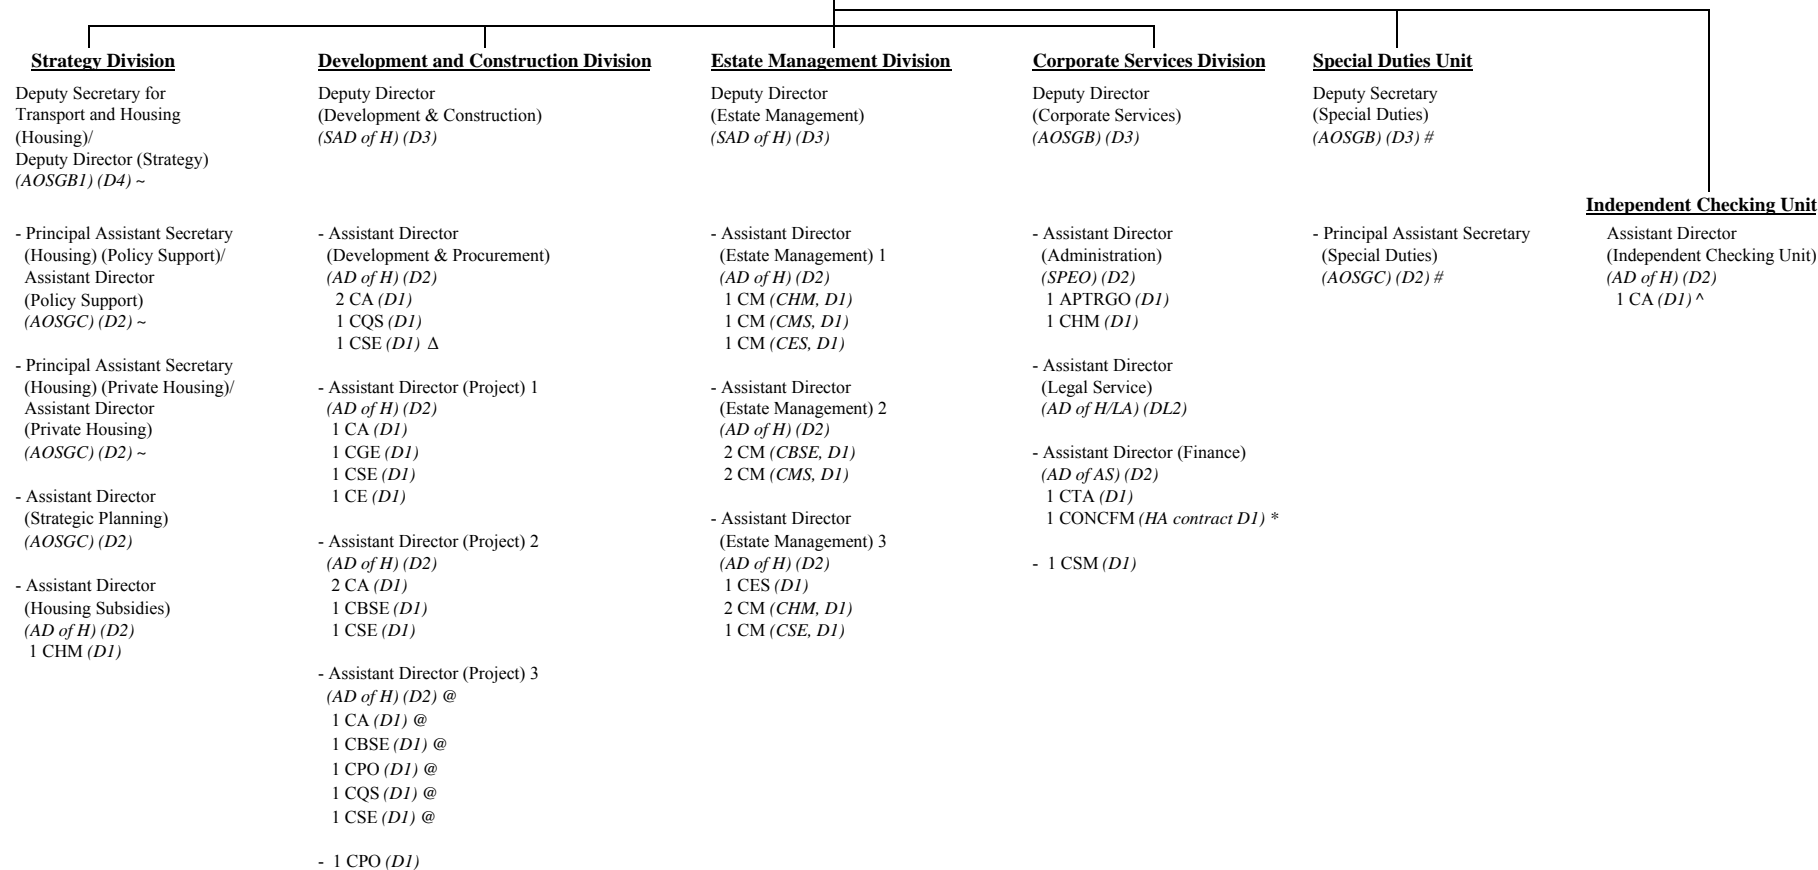 Strategy Division
Deputy Secretary for
Transport and Housing
(Housing)/
Deputy Director (Strategy)
(AOSGB1) (D4) ~
- Principal Assistant Secretary
(Housing) (Policy Support)/
Assistant Director
(Policy Support)
(AOSGC) (D2) ~
- Principal Assistant Secretary
(Housing) (Private Housing)/
Assistant Director
(Private Housing)
(AOSGC) (D2) ~
- Assistant Director
(Strategic Planning)
(AOSGC) (D2)
- Assistant Director
(Housing Subsidies)
(AD of H) (D2)
1 CHM (D1)
Development and Construction Division
Deputy Director
(Development & Construction)
(SAD of H) (D3)
- Assistant Director
(Development & Procurement)
(AD of H) (D2)
2 CA (D1)
1 CQS (D1)
1 CSE (D1) Δ
- Assistant Director (Project) 1
(AD of H) (D2)
1 CA (D1)
1 CGE (D1)
1 CSE (D1)
1 CE (D1)
- Assistant Director (Project) 2
(AD of H) (D2)
2 CA (D1)
1 CBSE (D1)
1 CSE (D1)
- Assistant Director (Project) 3
(AD of H) (D2) @
1 CA (D1) @
1 CBSE (D1) @
1 CPO (D1) @
1 CQS (D1) @
1 CSE (D1) @
- 1 CPO (D1)
Estate Management Division
Deputy Director
(Estate Management)
(SAD of H) (D3)
- Assistant Director
(Estate Management) 1
(AD of H) (D2)
1 CM (CHM, D1)
1 CM (CMS, D1)
1 CM (CES, D1)
- Assistant Director
(Estate Management) 2
(AD of H) (D2)
2 CM (CBSE, D1)
2 CM (CMS, D1)
- Assistant Director
(Estate Management) 3
(AD of H) (D2)
1 CES (D1)
2 CM (CHM, D1)
1 CM (CSE, D1)
Corporate Services Division
Deputy Director
(Corporate Services)
(AOSGB) (D3)
- Assistant Director
(Administration)
(SPEO) (D2)
1 APTRGO (D1)
1 CHM (D1)
- Assistant Director
(Legal Service)
(AD of H/LA) (DL2)
- Assistant Director (Finance)
(AD of AS) (D2)
1 CTA (D1)
1 CONCFM (HA contract D1) *
- 1 CSM (D1)
Special Duties Unit
Deputy Secretary
(Special Duties)
(AOSGB) (D3) #
- Principal Assistant Secretary
(Special Duties)
(AOSGC) (D2) #
Independent Checking Unit
Assistant Director
(Independent Checking Unit)
(AD of H) (D2)
1 CA (D1) ^